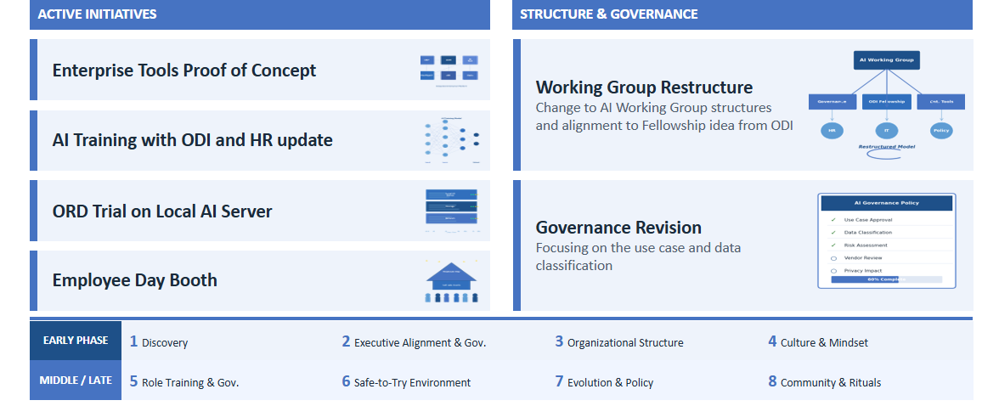 ACTIVE INITIATIVES
Enterprise Tools Proof of Concept
AI Training with ODI and HR update
ORD Trial on Local AI Server
Employee Day Booth
STRUCTURE & GOVERNANCE
Working Group Restructure
Change to AI Working Group structures
and alignment to Fellowship idea from ODI
AI Working Group
ODI Fellowship
Tools
HR
IT
Policy
Restructured Model
Governance Revision
Focusing on the use case and data
classification
AI Governance Policy
✓ Use Case Approval
✓ Data Classification
✓ Risk Assessment
Vendor Review
Privacy Impact
60% Complete
EARLY PHASE
1 Discovery
2 Executive Alignment & Gov.
3 Organizational Structure
4 Culture & Mindset
MIDDLE / LATE
5 Role Training & Gov.
6 Safe-to-Try Environment
7 Evolution & Policy
8 Community & Rituals